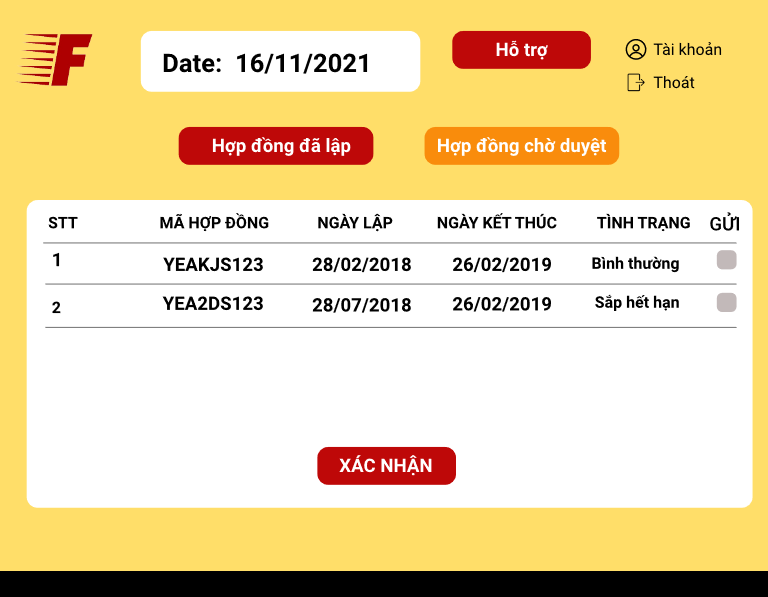 F
Date: 16/11/2021
Hỗ trợ
Tài khoản
Thoát
Hợp đồng đã lập
Hợp đồng chờ duyệt
STT MÃ HỢP ĐỒNG NGÀY LẬP NGÀY KẾT THÚC TÌNH TRẠNG GỬI
1 YEAKJS123 28/02/2018 26/02/2019 Bình thường
2 YEA2DS123 28/07/2018 26/02/2019 Sắp hết hạn
XÁC NHẬN